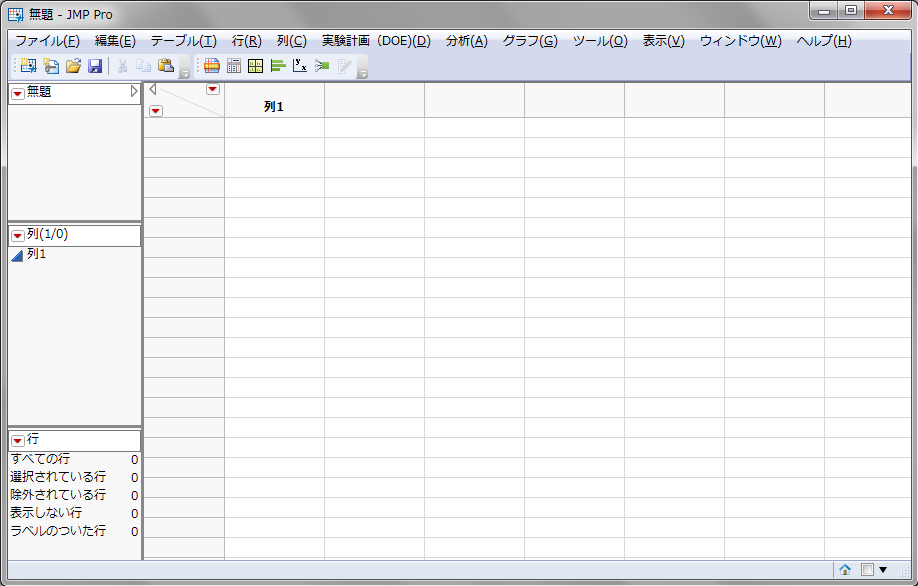 無題 - JMP Pro
ファイル(F) 編集(E) テーブル(T) 行(R) 列(C) 実験計画（DOE)(D) 分析(A) グラフ(G) ツール(O) 表示(V) ウィンドウ(W) ヘルプ(H)
無題
列1
列(1/0)
列1
行
すべての行 0
選択されている行 0
除外されている行 0
表示しない行 0
ラベルのついた行 0